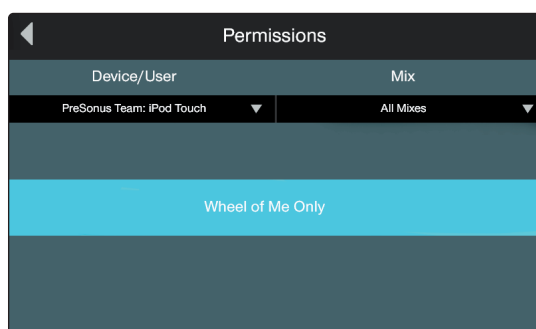 Permissions
Device/User Mix
PreSonus Team: iPod Touch All Mixes
Wheel of Me Only